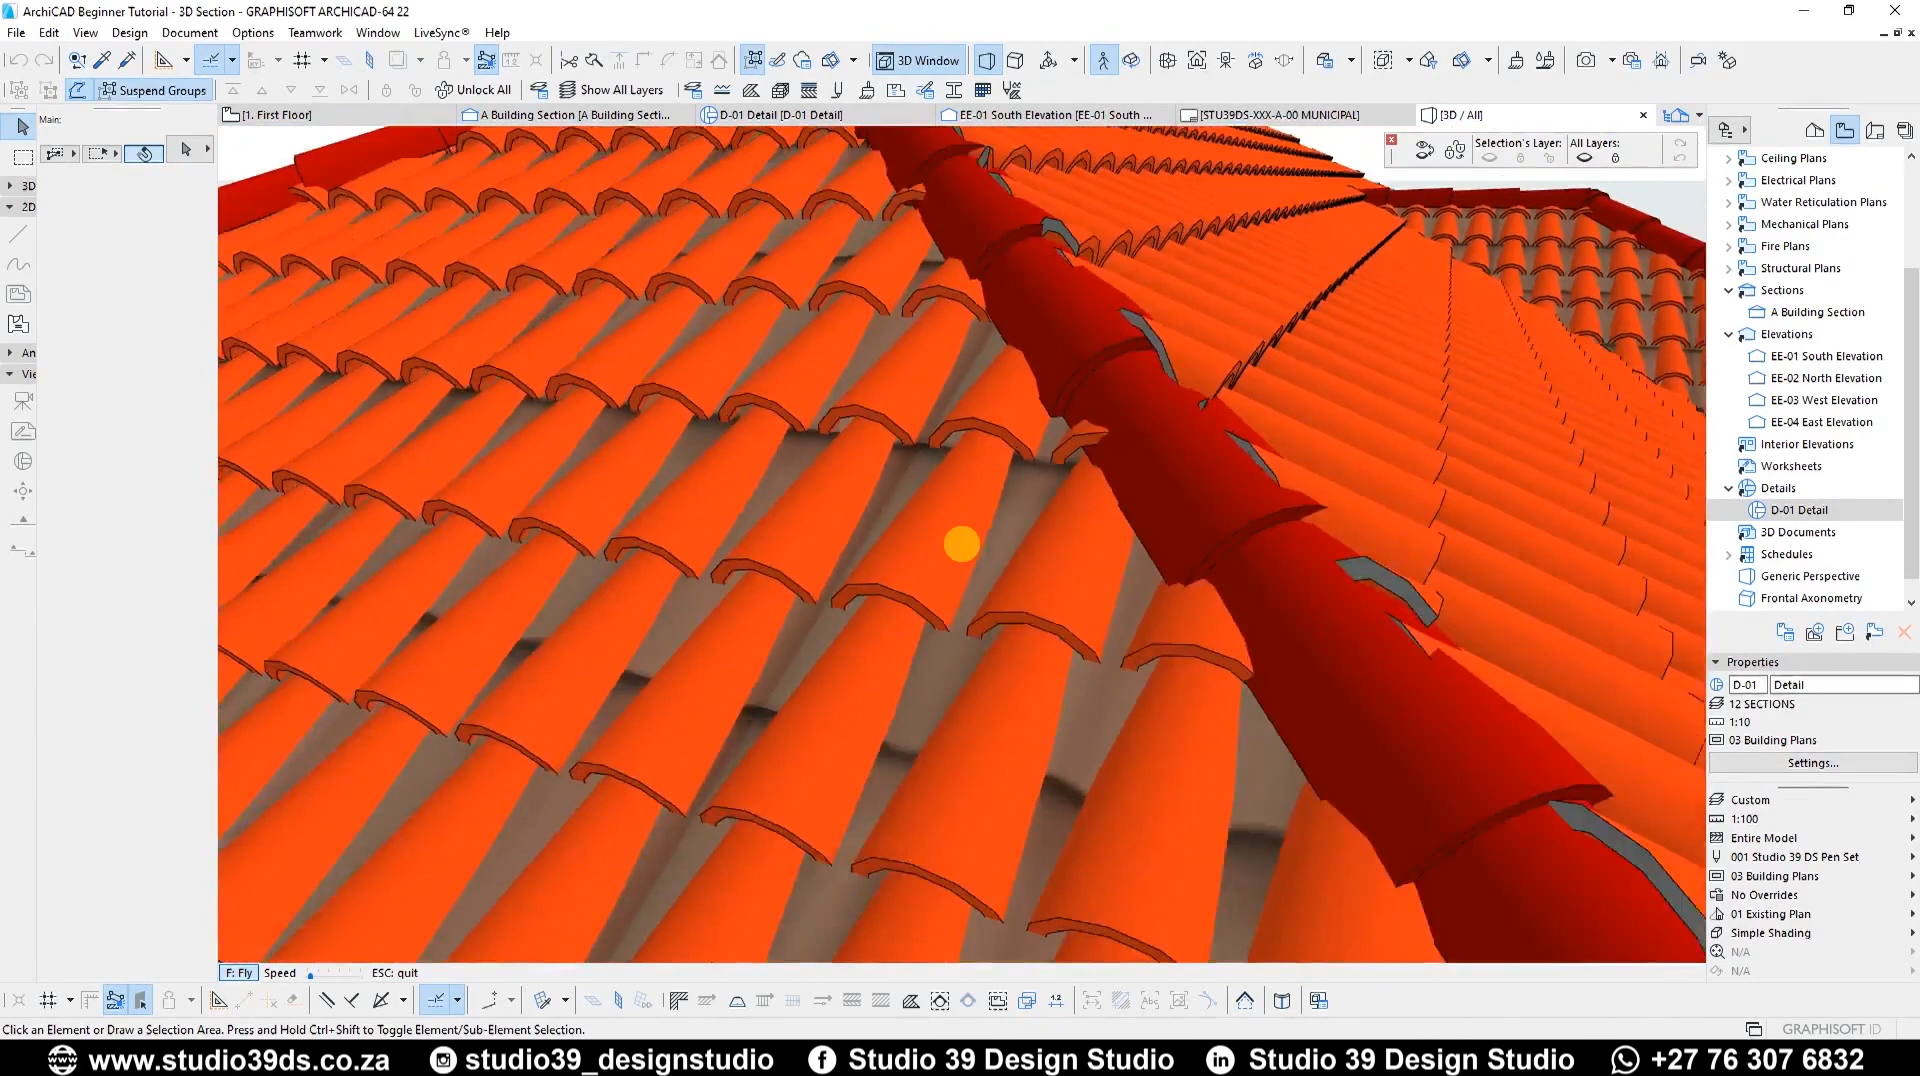 ArchiCAD Beginner Tutorial - 3D Section - GRAPHISOFT ARCHICAD-64 22
File Edit View Design Document Options Teamwork Window LiveSync® Help
3D Window
Suspend Groups
Unlock All
Show All Layers
[1. First Floor]
A Building Section [A Building Secti...
D-01 Detail [D-01 Detail]
EE-01 South Elevation [EE-01 South ...
[STU39DS-XXX-A-00 MUNICIPAL]
[3D / All]
Main:
Selection's Layer:
All Layers:
3D
2D
An
Vie
Ceiling Plans
Electrical Plans
Water Reticulation Plans
Mechanical Plans
Fire Plans
Structural Plans
Sections
A Building Section
Elevations
EE-01 South Elevation
EE-02 North Elevation
EE-03 West Elevation
EE-04 East Elevation
Interior Elevations
Worksheets
Details
D-01 Detail
3D Documents
Schedules
Generic Perspective
Frontal Axonometry
Properties
D-01 Detail
12 SECTIONS
1:10
03 Building Plans
Settings...
Custom
1:100
Entire Model
001 Studio 39 DS Pen Set
03 Building Plans
No Overrides
01 Existing Plan
Simple Shading
N/A
N/A
F: Fly Speed ESC: quit
Click an Element or Draw a Selection Area. Press and Hold Ctrl+Shift to Toggle Element/Sub-Element Selection.
GRAPHISOFT ID
www.studio39ds.co.za studio39_designstudio Studio 39 Design Studio Studio 39 Design Studio +27 76 307 6832